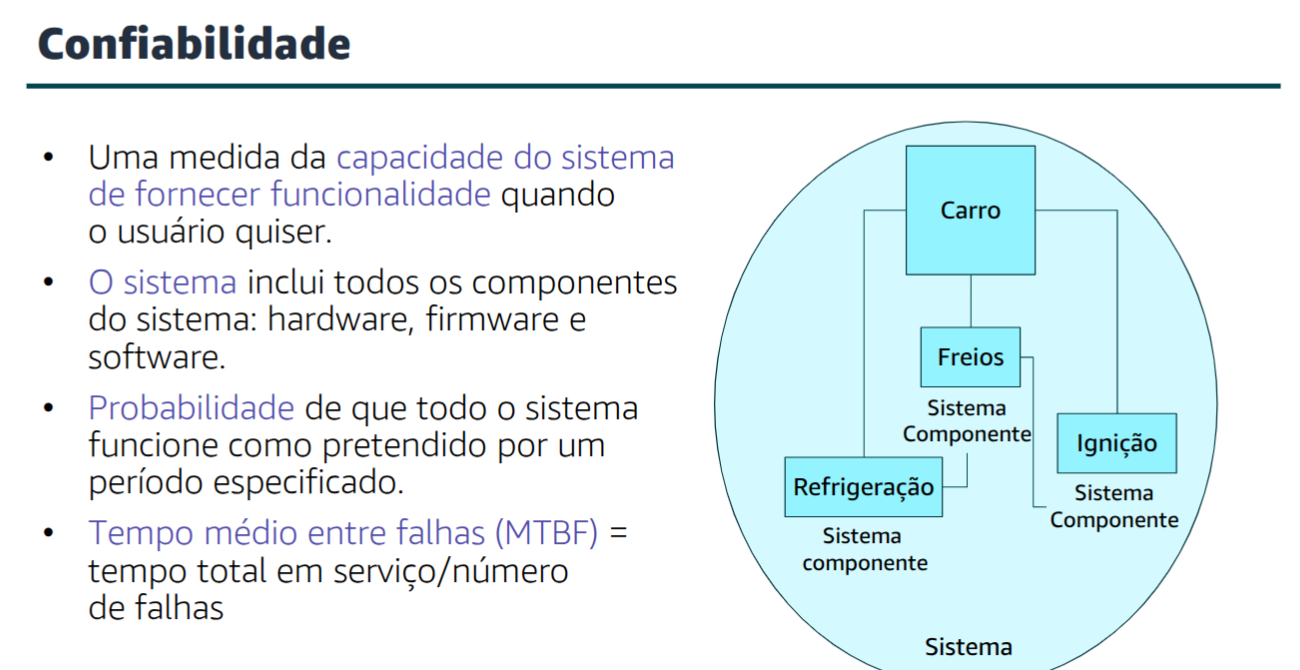 Confiabilidade
• Uma medida da capacidade do sistema
de fornecer funcionalidade quando
o usuário quiser.
• O sistema inclui todos os componentes
do sistema: hardware, firmware e
software.
• Probabilidade de que todo o sistema
funcione como pretendido por um
período especificado.
• Tempo médio entre falhas (MTBF) =
tempo total em serviço/número
de falhas
Carro
Freios
Sistema
Componente
Ignição
Sistema
Componente
Refrigeração
Sistema
componente
Sistema